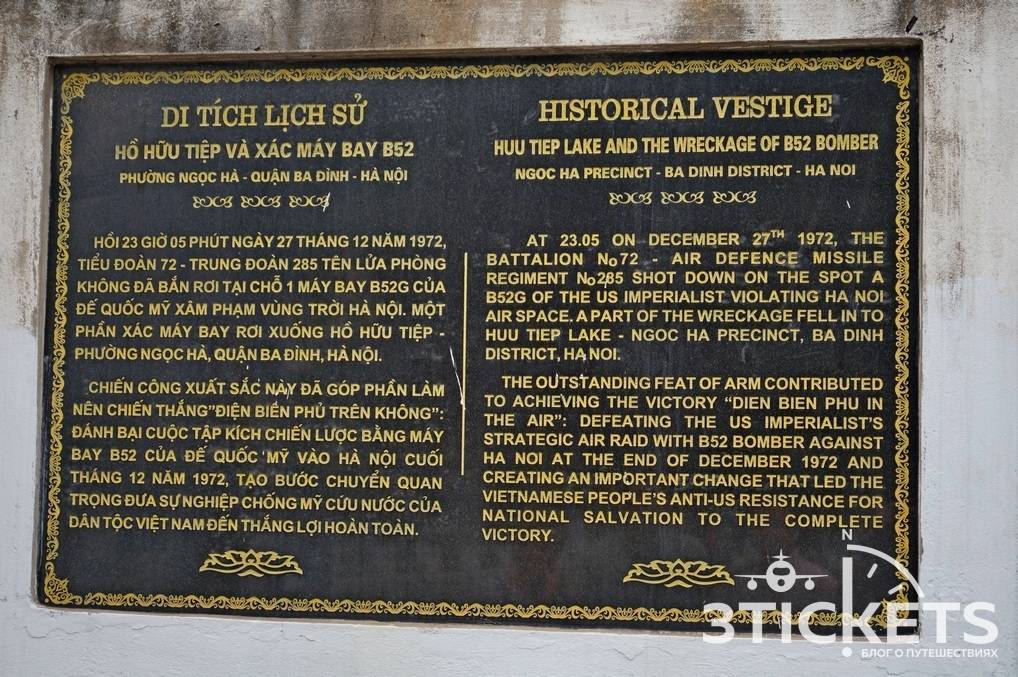 DI TÍCH LỊCH SỬ
HỒ HỮU TIỆP VÀ XÁC MÁY BAY B52
PHƯỜNG NGỌC HÀ - QUẬN BA ĐÌNH - HÀ NỘI
HỒI 23 GIỜ 05 PHÚT NGÀY 27 THÁNG 12 NĂM 1972,
TIỂU ĐOÀN 72 - TRUNG ĐOÀN 285 TÊN LỬA PHÒNG
KHÔNG ĐÃ BẮN RƠI TẠI CHỖ 1 MÁY BAY B52G CỦA
ĐẾ QUỐC MỸ XÂM PHẠM VÙNG TRỜI HÀ NỘI. MỘT
PHẦN XÁC MÁY BAY RƠI XUỐNG HỒ HỮU TIỆP -
PHƯỜNG NGỌC HÀ, QUẬN BA ĐÌNH, HÀ NỘI.
CHIẾN CÔNG XUẤT SẮC NÀY ĐÃ GÓP PHẦN LÀM
NÊN CHIẾN THẮNG"ĐIỆN BIÊN PHỦ TRÊN KHÔNG":
ĐÁNH BẠI CUỘC TẬP KÍCH CHIẾN LƯỢC BẰNG MÁY
BAY B52 CỦA ĐẾ QUỐC MỸ VÀO HÀ NỘI CUỐI
THÁNG 12 NĂM 1972, TẠO BƯỚC CHUYỂN QUAN
TRỌNG ĐƯA SỰ NGHIỆP CHỐNG MỸ CỨU NƯỚC CỦA
DÂN TỘC VIỆT NAM ĐẾN THẮNG LỢI HOÀN TOÀN.
HISTORICAL VESTIGE
HUU TIEP LAKE AND THE WRECKAGE OF B52 BOMBER
NGOC HA PRECINCT - BA DINH DISTRICT - HA NOI
AT 23.05 ON DECEMBER 27TH 1972, THE
BATTALION No72 - AIR DEFENCE MISSILE
REGIMENT No285 SHOT DOWN ON THE SPOT A
B52G OF THE US IMPERIALIST VIOLATING HA NOI
AIR SPACE. A PART OF THE WRECKAGE FELL IN TO
HUU TIEP LAKE - NGOC HA PRECINCT, BA DINH
DISTRICT, HA NOI.
THE OUTSTANDING FEAT OF ARM CONTRIBUTED
TO ACHIEVING THE VICTORY "DIEN BIEN PHU IN
THE AIR": DEFEATING THE US IMPERIALIST'S
STRATEGIC AIR RAID WITH B52 BOMBER AGAINST
HA NOI AT THE END OF DECEMBER 1972 AND
CREATING AN IMPORTANT CHANGE THAT LED THE
VIETNAMESE PEOPLE'S ANTI-US RESISTANCE FOR
NATIONAL SALVATION TO THE COMPLETE
VICTORY.
N
3TICKETS
БЛОГ О ПУТЕШЕСТВИЯХ